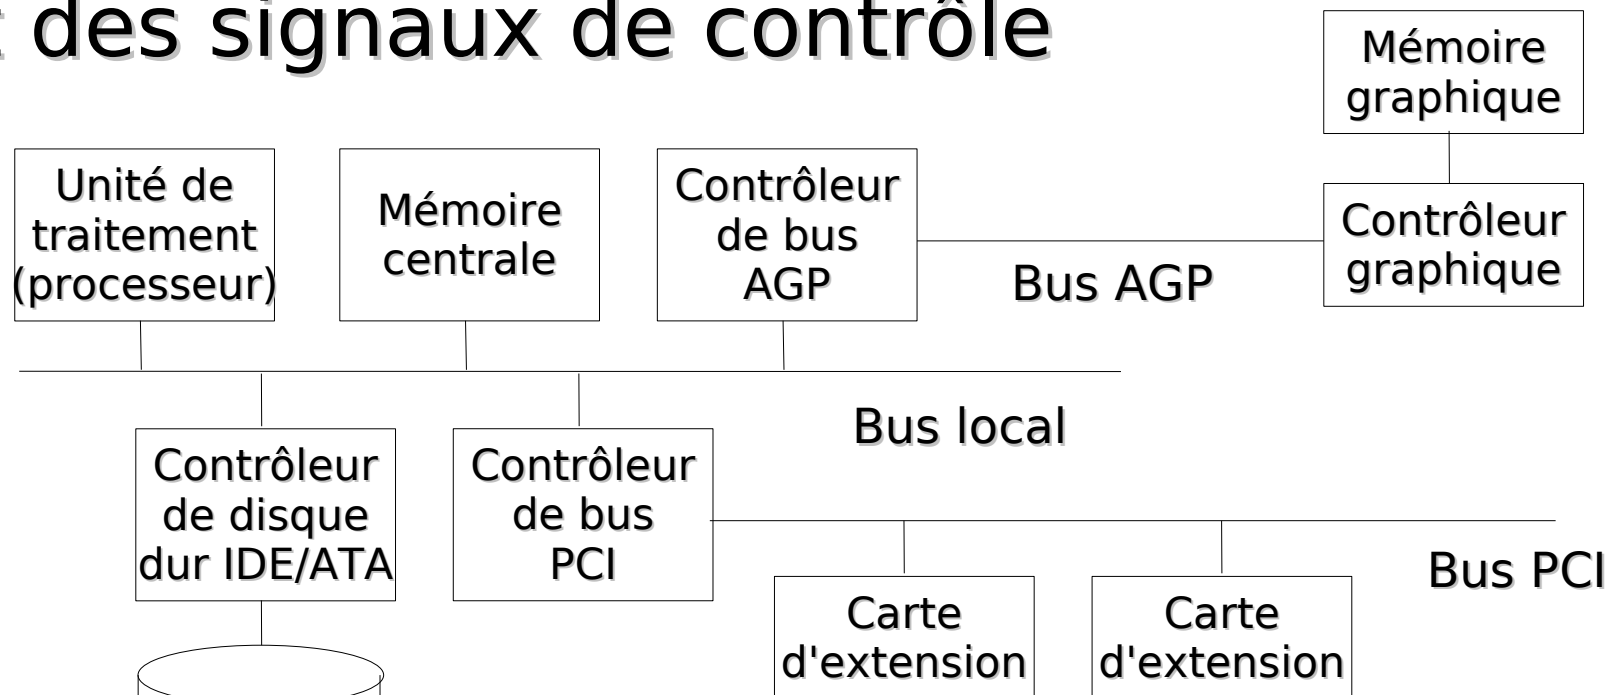 des signaux de contrôle
Mémoire
graphique
Unité de
traitement
(processeur)
Mémoire
centrale
Contrôleur
de bus
AGP
Contrôleur
graphique
Bus AGP
Bus local
Contrôleur
de disque
dur IDE/ATA
Contrôleur
de bus
PCI
Bus PCI
Carte
d'extension
Carte
d'extension